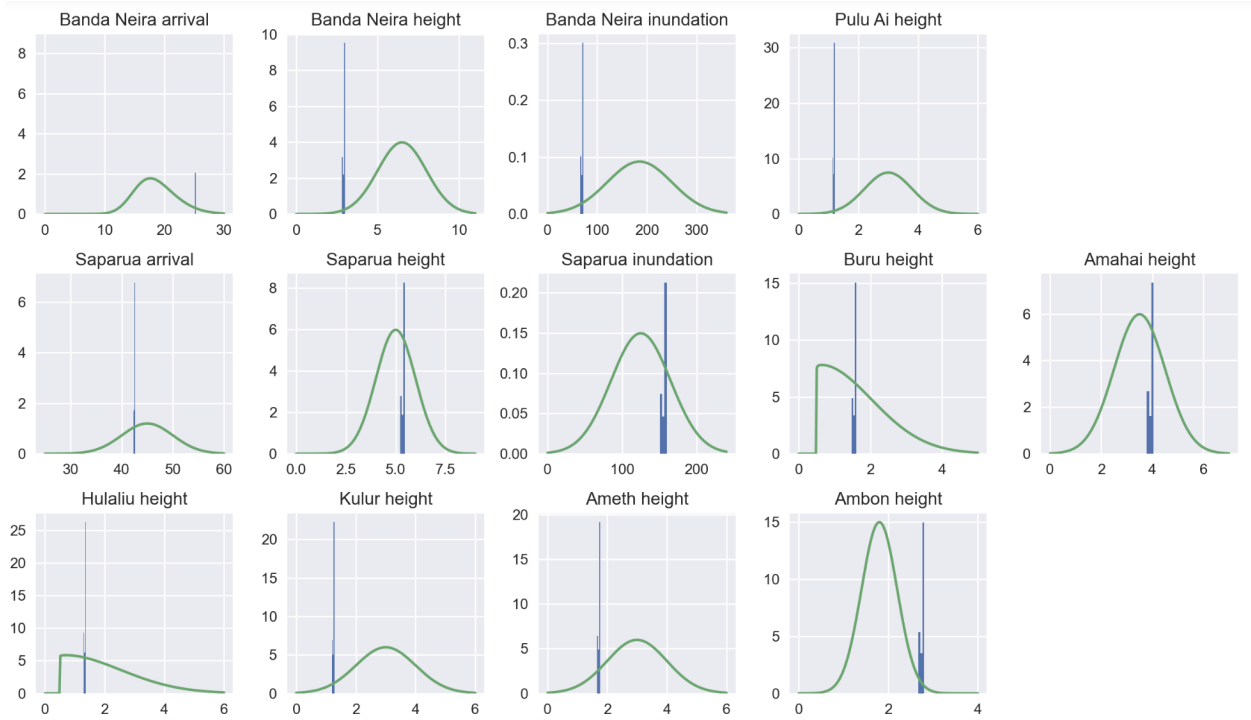 Banda Neira arrival
8
6
4
2
0
0 10 20 30
Banda Neira height
10
8
6
4
2
0
0 5 10
Banda Neira inundation
0.3
0.2
0.1
0.0
0 100 200 300
Pulu Ai height
30
20
10
0
0 2 4 6
Saparua arrival
6
4
2
0
30 40 50 60
Saparua height
8
6
4
2
0
0.0 2.5 5.0 7.5
Saparua inundation
0.20
0.15
0.10
0.05
0.00
0 100 200
Buru height
15
10
5
0
0 2 4
Amahai height
6
4
2
0
0 2 4 6
Hulaliu height
25
20
15
10
5
0
0 2 4 6
Kulur height
20
15
10
5
0
0 2 4 6
Ameth height
20
15
10
5
0
0 2 4 6
Ambon height
15
10
5
0
0 2 4